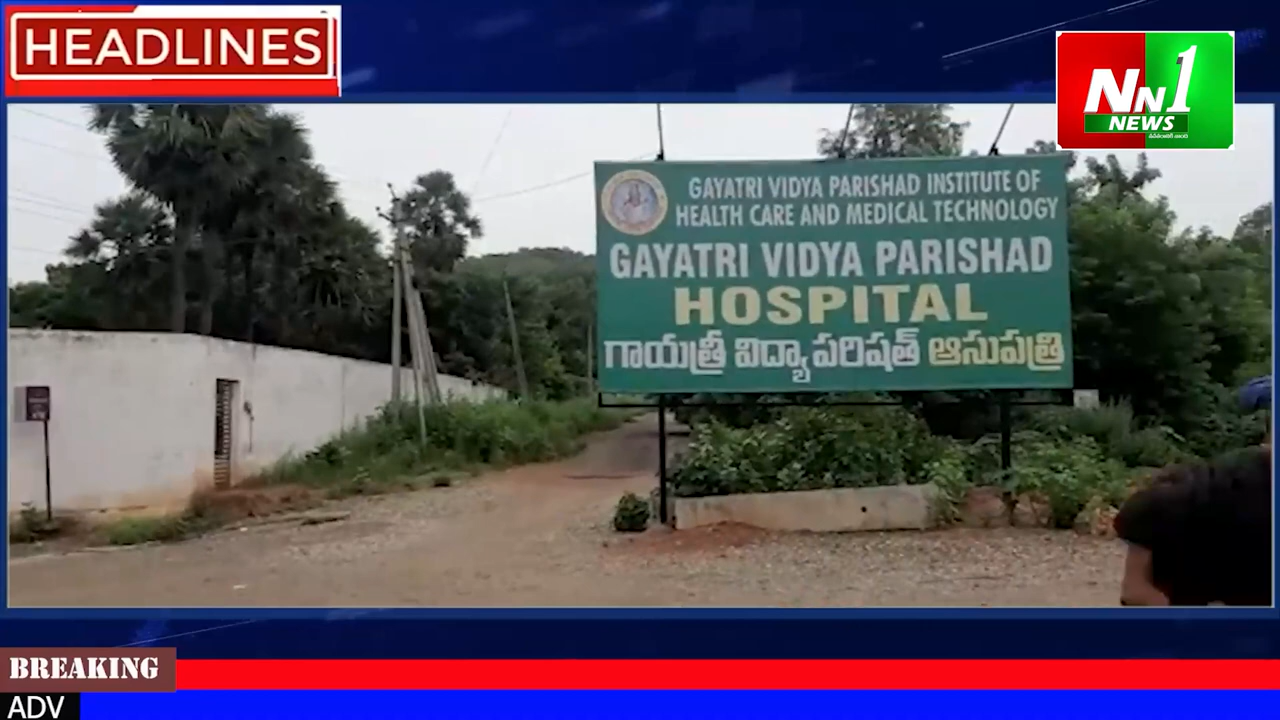 HEADLINES
NN1
NEWS
GAYATRI VIDYA PARISHAD INSTITUTE OF
HEALTH CARE AND MEDICAL TECHNOLOGY
GAYATRI VIDYA PARISHAD
HOSPITAL
గాయత్రీ విద్యా పరిషత్ ఆసుపత్రి
BREAKING
ADV